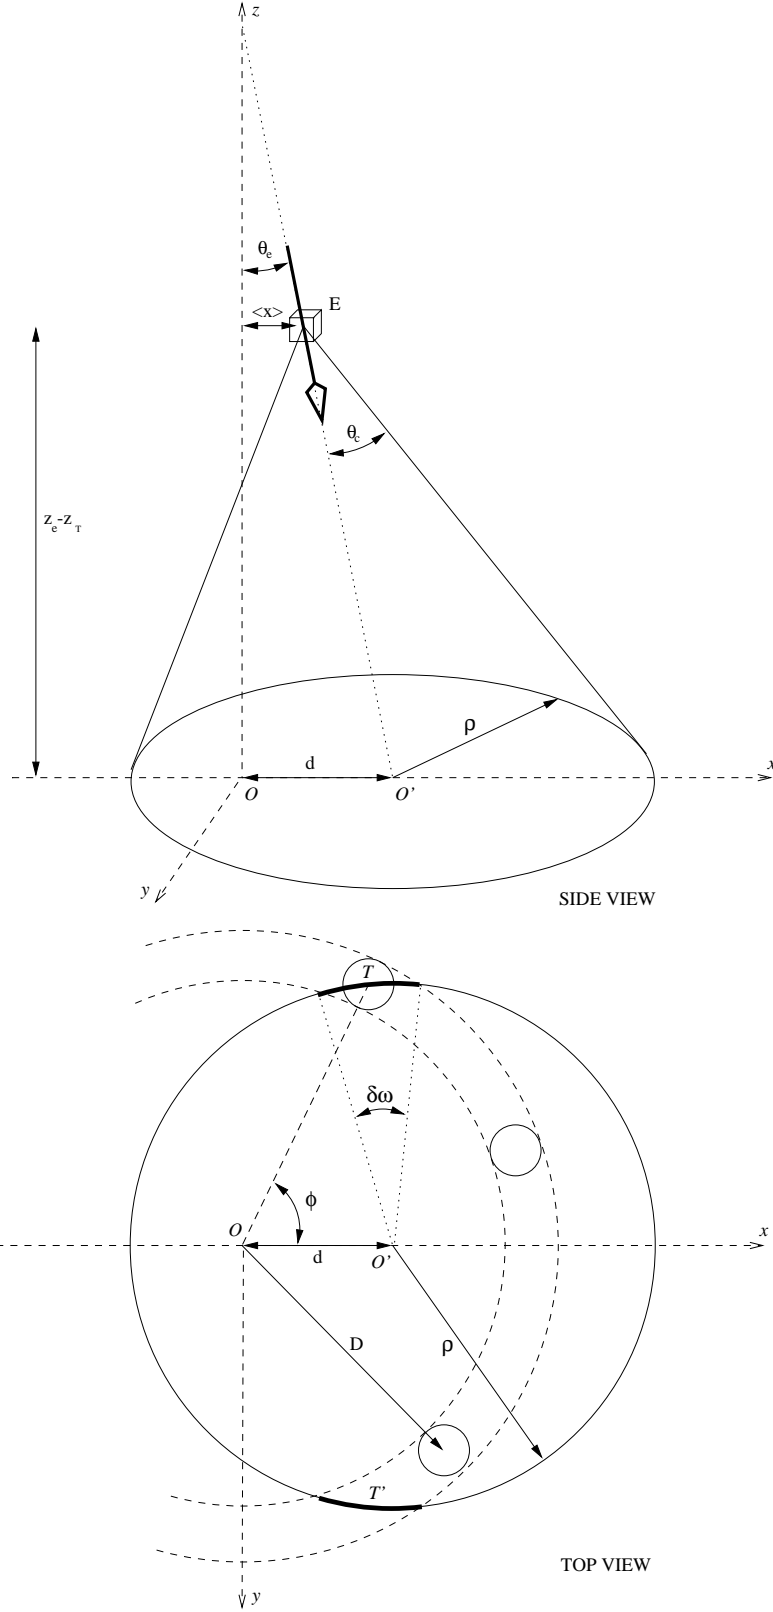 z
θe
<x>
E
θc
ze-zT
ρ
d
x
O
O'
y
SIDE VIEW
T
δω
ϕ
O
x
d
O'
D
ρ
T'
TOP VIEW
y